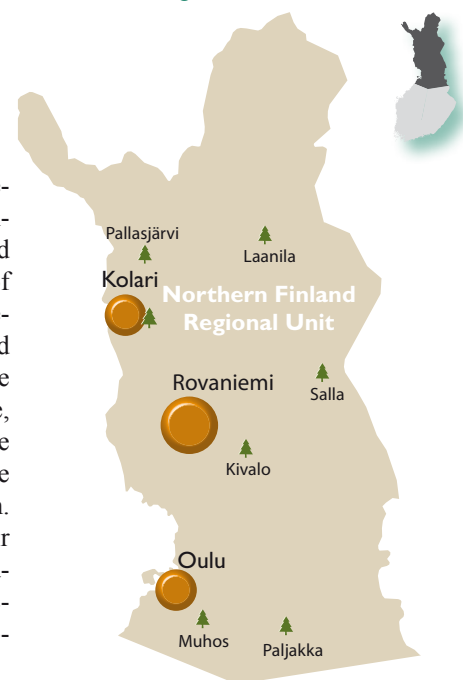 Pallasjärvi
Laanila
Kolari
Northern Finland
Regional Unit
Rovaniemi
Salla
Kivalo
Oulu
Muhos
Paljakka